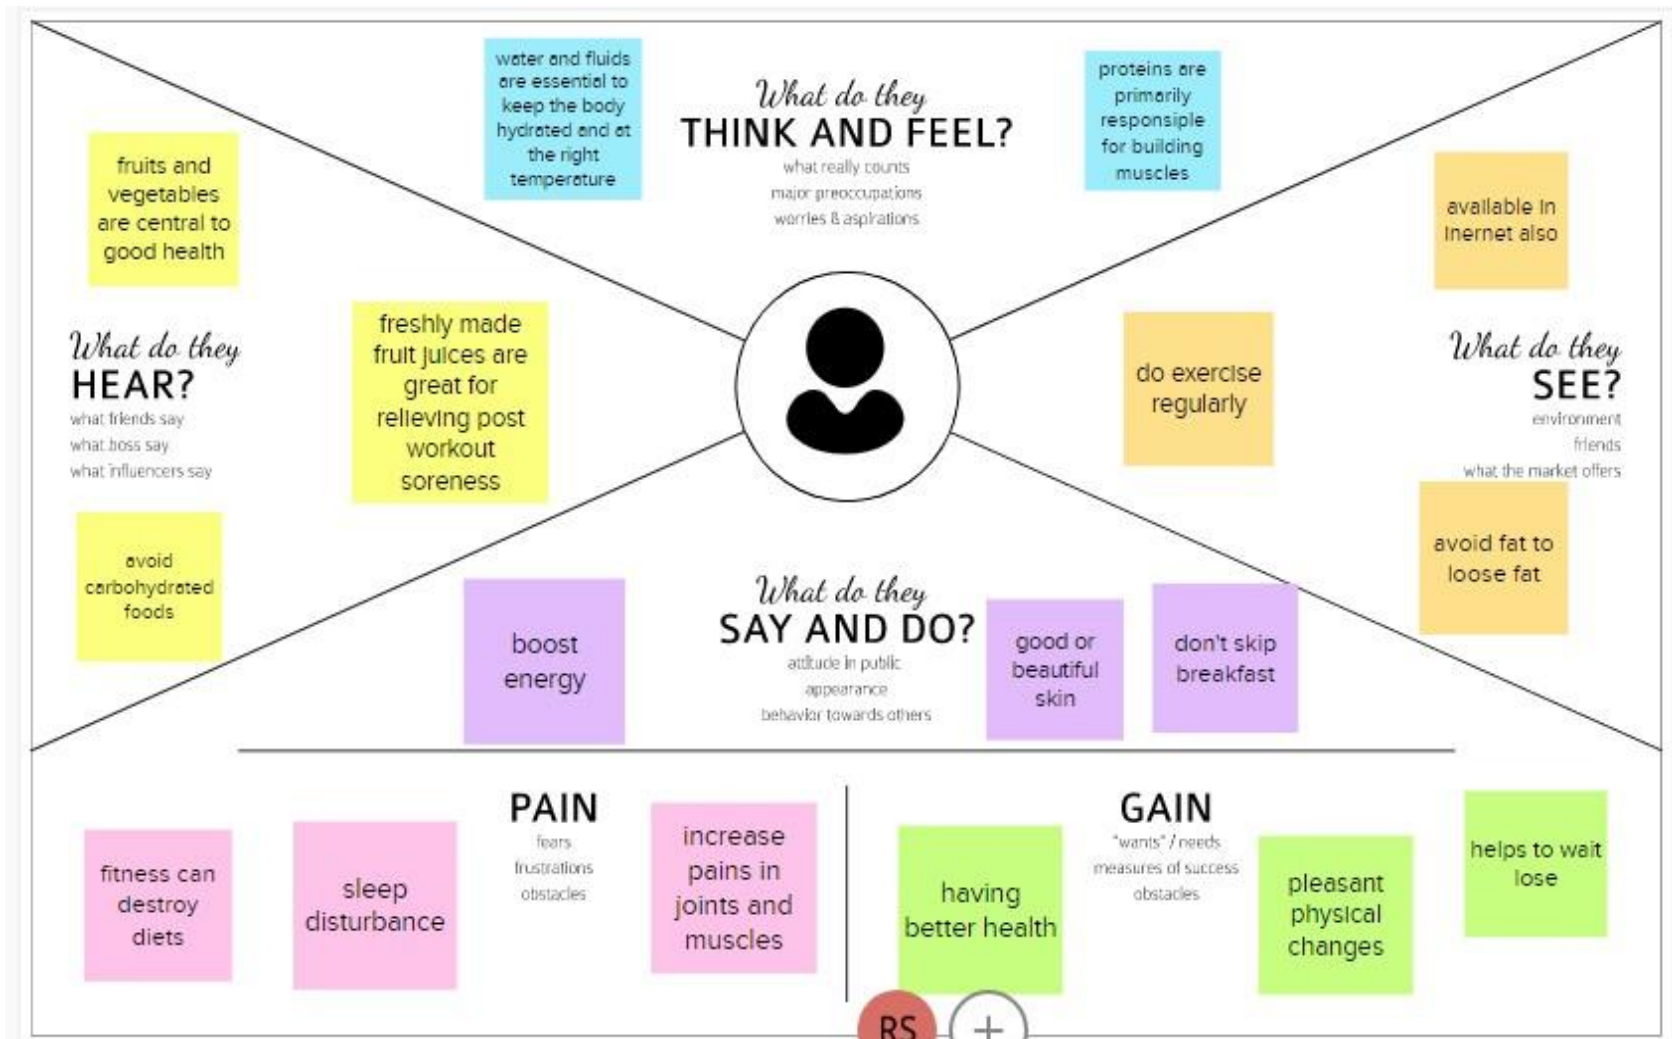 water and fluids
are essential to
keep the body
hydrated and at
the right
temperature
What do they
THINK AND FEEL?
what really counts
major preoccupations
worries & aspirations
proteins are
primarily
responsible
for building
muscles
fruits and
vegetables
are central to
good health
What do they
HEAR?
what friends say
what boss say
what influencers say
freshly made
fruit juices are
great for
relieving post
workout
soreness
avoid
carbohydrated
foods
available in
inernet also
do exercise
regularly
What do they
SEE?
environment
friends
what the market offers
avoid fat to
loose fat
boost
energy
What do they
SAY AND DO?
attitude in public
appearance
behavior towards others
good or
beautiful
skin
don't skip
breakfast
PAIN
fears
frustrations
obstacles
fitness can
destroy
diets
sleep
disturbance
increase
pains in
joints and
muscles
GAIN
"wants" / needs
measures of success
obstacles
having
better health
pleasant
physical
changes
helps to wait
lose
RS